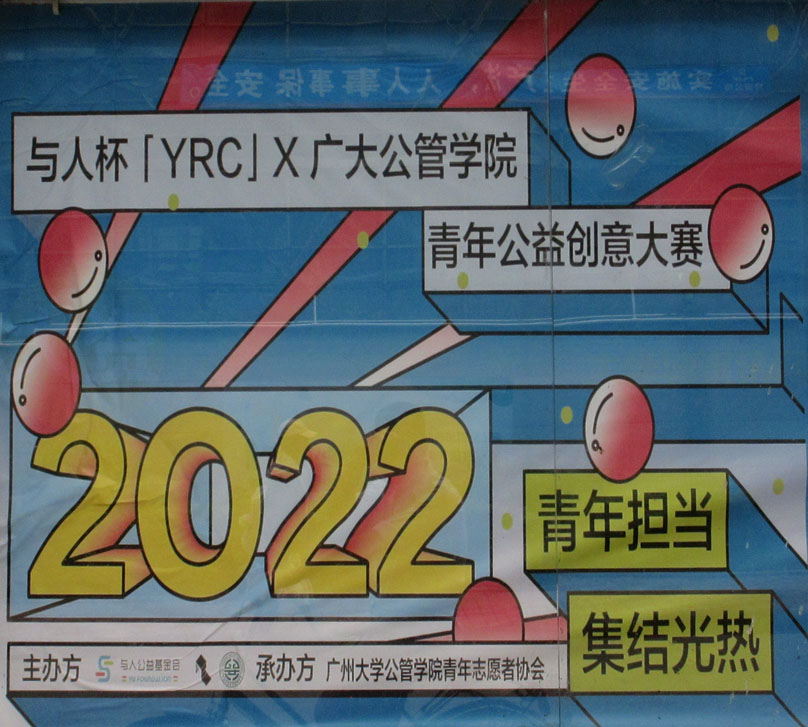 与人杯「YRC」X 广大公管学院
青年公益创意大赛
2022
青年担当
集结光热
主办方 与人公益基金会 承办方 广州大学公管学院青年志愿者协会